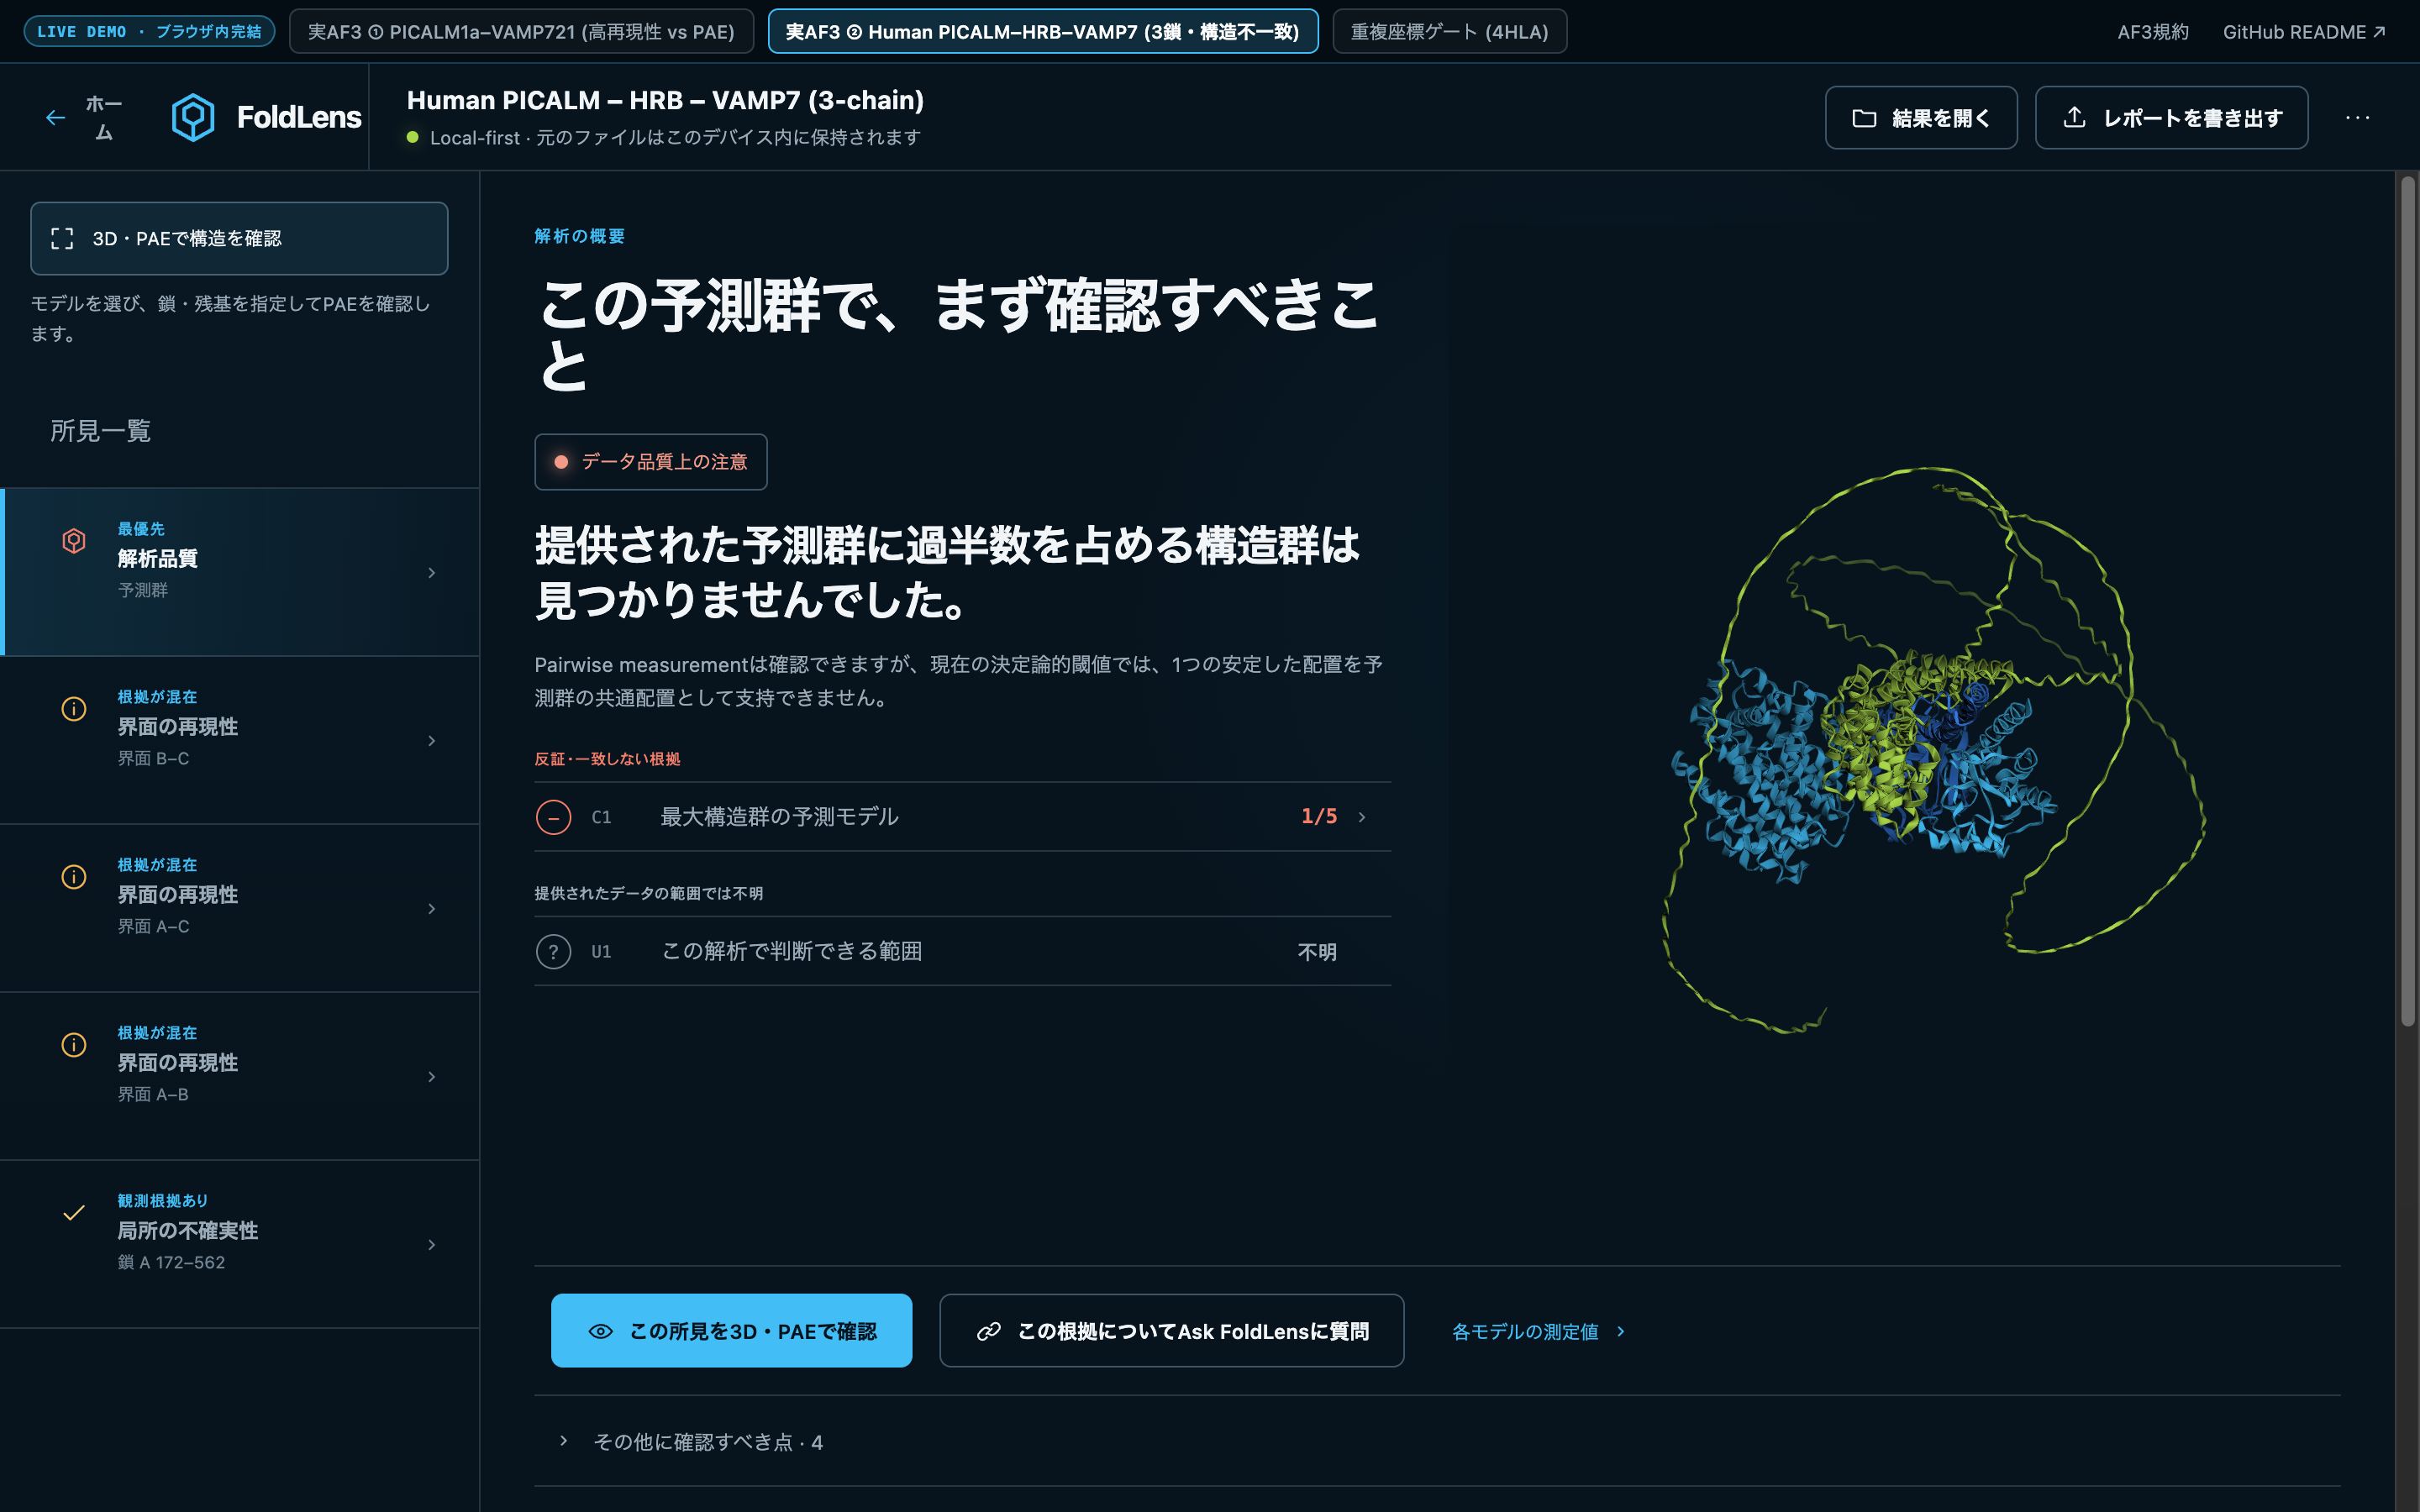 LIVE DEMO · ブラウザ内完結
実AF3 ① PICALM1a–VAMP721 (高再現性 vs PAE)
実AF3 ② Human PICALM–HRB–VAMP7 (3鎖・構造不一致)
重複座標ゲート (4HLA)
AF3規約
GitHub README ↗
← ホー
ム
FoldLens
Human PICALM – HRB – VAMP7 (3-chain)
Local-first · 元のファイルはこのデバイス内に保持されます
結果を開く
レポートを書き出す
···
3D・PAEで構造を確認
モデルを選び、鎖・残基を指定してPAEを確認し
ます。
所見一覧
最優先
解析品質
予測群
根拠が混在
界面の再現性
界面 B–C
根拠が混在
界面の再現性
界面 A–C
根拠が混在
界面の再現性
界面 A–B
観測根拠あり
局所の不確実性
鎖 A 172–562
解析の概要
この予測群で、まず確認すべきこ
と
データ品質上の注意
提供された予測群に過半数を占める構造群は
見つかりませんでした。
Pairwise measurementは確認できますが、現在の決定論的閾値では、1つの安定した配置を予
測群の共通配置として支持できません。
反証・一致しない根拠
C1 最大構造群の予測モデル 1/5
提供されたデータの範囲では不明
? U1 この解析で判断できる範囲 不明
この所見を3D・PAEで確認
この根拠についてAsk FoldLensに質問
各モデルの測定値
その他に確認すべき点 · 4